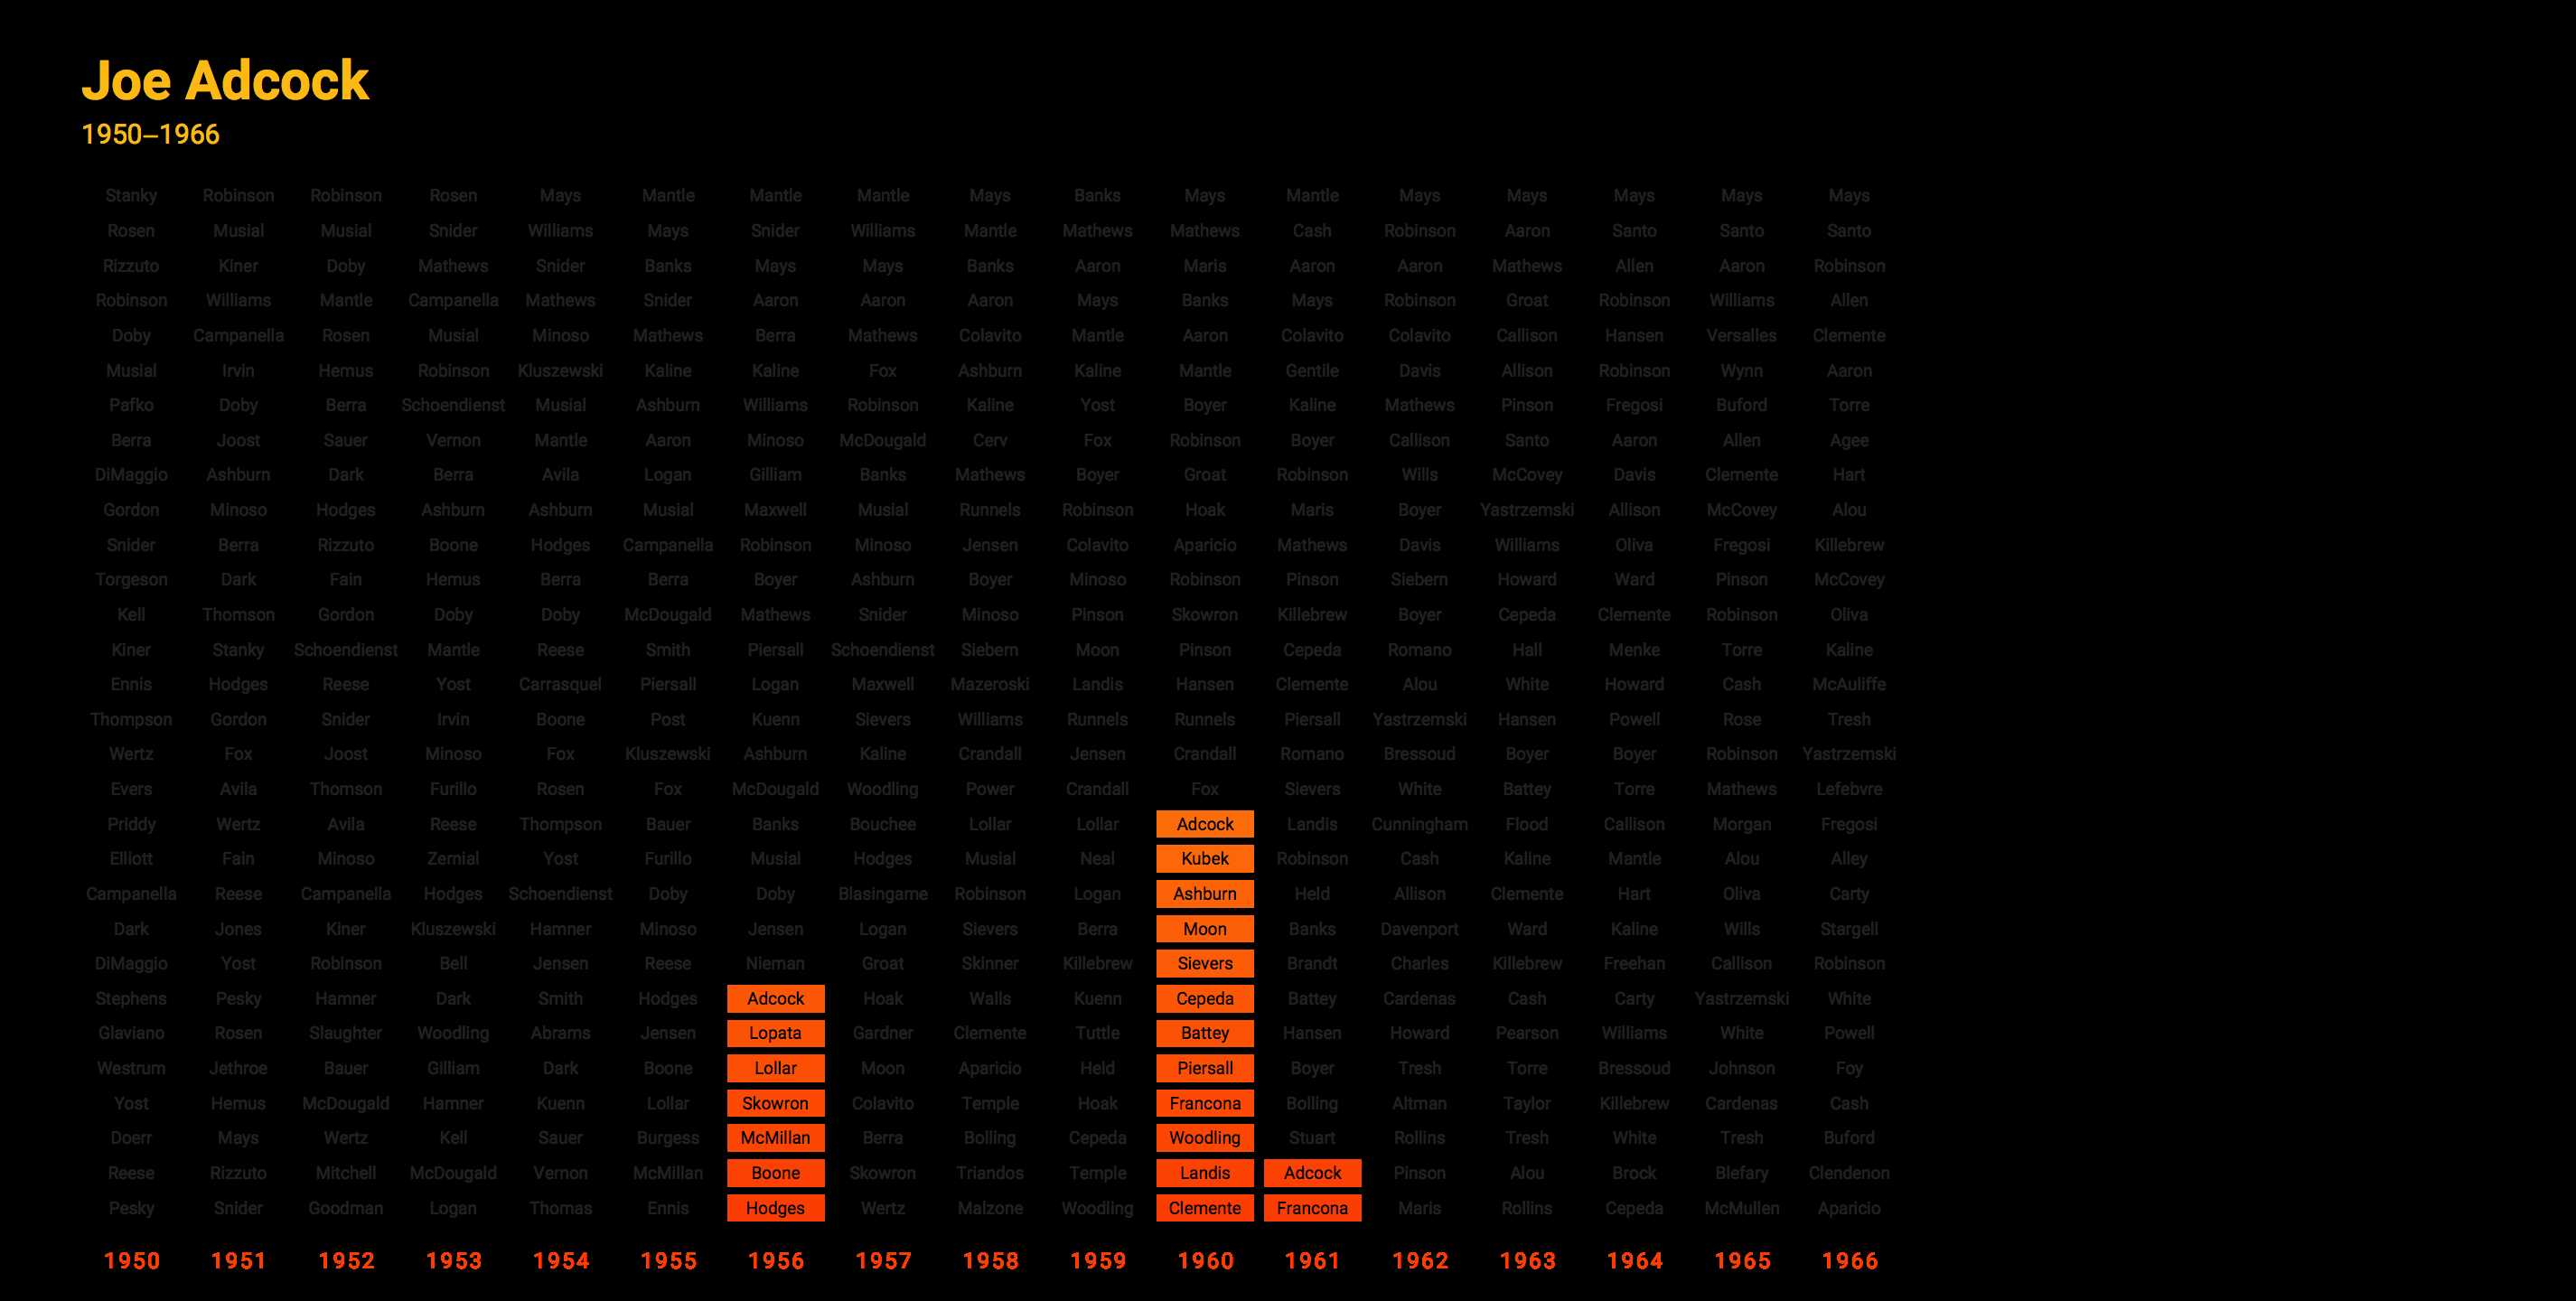 Joe Adcock
1950–1966
Stanky Robinson Robinson Rosen Mays Mantle Mantle Mantle Mays Banks Mays Mantle Mays Mays Mays Mays Mays
Rosen Musial Musial Snider Williams Mays Snider Williams Mantle Mathews Mathews Cash Robinson Aaron Santo Santo Santo
Rizzuto Kiner Doby Mathews Snider Banks Mays Mays Banks Aaron Maris Aaron Aaron Mathews Allen Aaron Robinson
Robinson Williams Mantle Campanella Mathews Snider Aaron Aaron Aaron Mays Banks Mays Robinson Groat Robinson Williams Allen
Doby Campanella Rosen Musial Minoso Mathews Berra Mathews Colavito Mantle Aaron Colavito Colavito Callison Hansen Versalles Clemente
Musial Irvin Hemus Robinson Kluszewski Kaline Kaline Fox Ashburn Kaline Mantle Gentile Davis Allison Robinson Wynn Aaron
Pafko Doby Berra Schoendienst Musial Ashburn Williams Robinson Kaline Yost Boyer Kaline Mathews Pinson Fregosi Buford Torre
Berra Joost Sauer Vernon Mantle Aaron Minoso McDougald Cerv Fox Robinson Boyer Callison Santo Aaron Allen Agee
DiMaggio Ashburn Dark Berra Avila Logan Gilliam Banks Mathews Boyer Groat Robinson Wills McCovey Davis Clemente Hart
Gordon Minoso Hodges Ashburn Ashburn Musial Maxwell Musial Runnels Robinson Hoak Maris Boyer Yastrzemski Allison McCovey Alou
Snider Berra Rizzuto Boone Hodges Campanella Robinson Minoso Jensen Colavito Aparicio Mathews Davis Williams Oliva Fregosi Killebrew
Torgeson Dark Fain Hemus Berra Berra Boyer Ashburn Boyer Minoso Robinson Pinson Siebern Howard Ward Pinson McCovey
Kell Thomson Gordon Doby Doby McDougald Mathews Snider Minoso Pinson Skowron Killebrew Boyer Cepeda Clemente Robinson Oliva
Kiner Stanky Schoendienst Mantle Reese Smith Piersall Schoendienst Siebern Moon Pinson Cepeda Romano Hall Menke Torre Kaline
Ennis Hodges Reese Yost Carrasquel Piersall Logan Maxwell Mazeroski Landis Hansen Clemente Alou White Howard Cash McAuliffe
Thompson Gordon Snider Irvin Boone Post Kuenn Sievers Williams Runnels Runnels Piersall Yastrzemski Hansen Powell Rose Tresh
Wertz Fox Joost Minoso Fox Kluszewski Ashburn Kaline Crandall Jensen Crandall Romano Bressoud Boyer Boyer Robinson Yastrzemski
Evers Avila Thomson Furillo Rosen Fox McDougald Woodling Power Crandall Fox Sievers White Battey Torre Mathews Lefebvre
Priddy Wertz Avila Reese Thompson Bauer Banks Bouchee Lollar Lollar Adcock Landis Cunningham Flood Callison Morgan Fregosi
Elliott Fain Minoso Zernial Yost Furillo Musial Hodges Musial Neal Kubek Robinson Cash Kaline Mantle Alou Alley
Campanella Reese Campanella Hodges Schoendienst Doby Doby Blasingame Robinson Logan Ashburn Held Allison Clemente Hart Oliva Carty
Dark Jones Kiner Kluszewski Hamner Minoso Jensen Logan Sievers Berra Moon Banks Davenport Ward Kaline Wills Stargell
DiMaggio Yost Robinson Bell Jensen Reese Nieman Groat Skinner Killebrew Sievers Brandt Charles Killebrew Freehan Callison Robinson
Stephens Pesky Hamner Dark Smith Hodges Adcock Hoak Walls Kuenn Cepeda Battey Cardenas Cash Carty Yastrzemski White
Glaviano Rosen Slaughter Woodling Abrams Jensen Lopata Gardner Clemente Tuttle Battey Hansen Howard Pearson Williams White Powell
Westrum Jethroe Bauer Gilliam Dark Boone Lollar Moon Aparicio Held Piersall Boyer Tresh Torre Bressoud Johnson Foy
Yost Hemus McDougald Hamner Kuenn Lollar Skowron Colavito Temple Hoak Francona Bolling Altman Taylor Killebrew Cardenas Cash
Doerr Mays Wertz Kell Sauer Burgess McMillan Berra Bolling Cepeda Woodling Stuart Rollins Tresh White Tresh Buford
Reese Rizzuto Mitchell McDougald Vernon McMillan Boone Skowron Triandos Temple Landis Adcock Pinson Alou Brock Blefary Clendenon
Pesky Snider Goodman Logan Thomas Ennis Hodges Wertz Malzone Woodling Clemente Francona Maris Rollins Cepeda McMullen Aparicio
1950 1951 1952 1953 1954 1955 1956 1957 1958 1959 1960 1961 1962 1963 1964 1965 1966